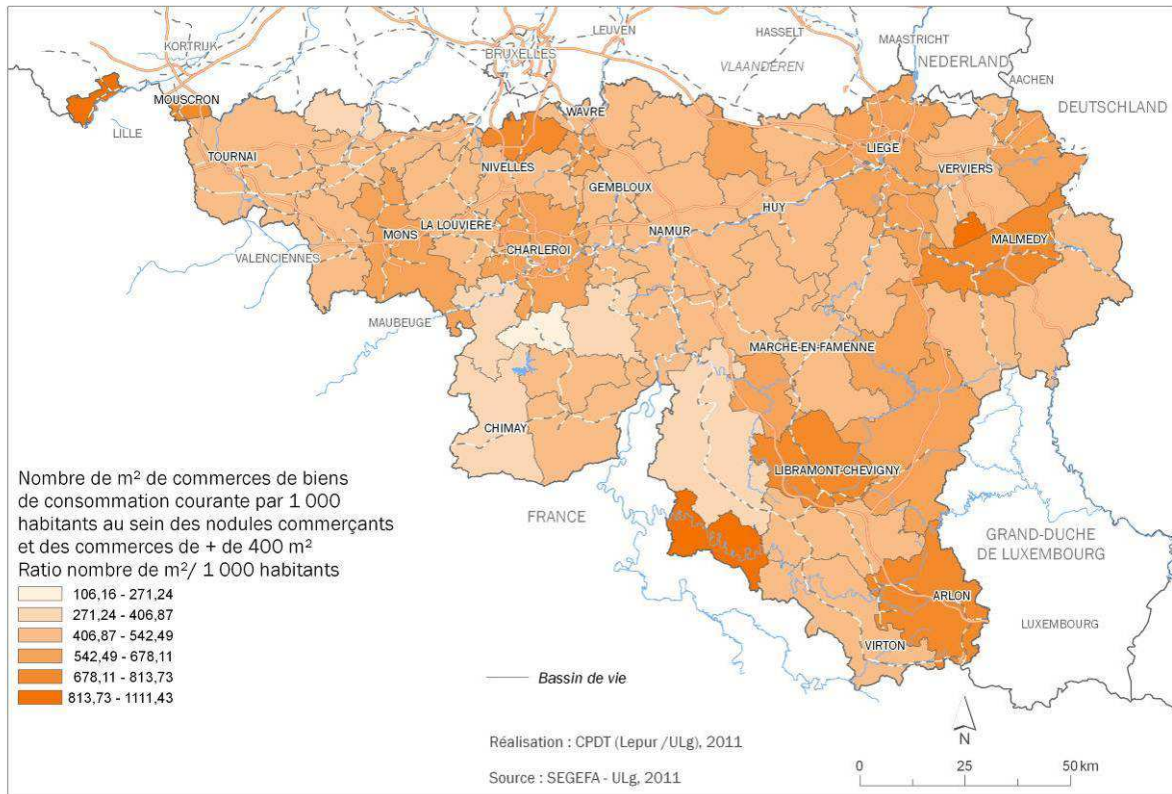 KORTRIJK
LEUVEN
HASSELT
MAASTRICHT
BRUXELLES
VLAANDEREN
NEDERLAND
AACHEN
DEUTSCHLAND
MOUSCRON
LILLE
WAVRE
TOURNAI
NIVELLES
LIEGE
VERVIERS
GEMBLOUX
HUY
MONS
LA LOUVIERE
CHARLEROI
NAMUR
MALMEDY
VALENCIENNES
MAUBEUGE
MARCHE-EN-FAMENNE
CHIMAY
LIBRAMONT-CHEVIGNY
FRANCE
GRAND-DUCHE
DE LUXEMBOURG
ARLON
LUXEMBOURG
VIRTON
Nombre de m² de commerces de biens
de consommation courante par 1 000
habitants au sein des nodules commerçants
et des commerces de + de 400 m²
Ratio nombre de m²/ 1 000 habitants
106,16 - 271,24
271,24 - 406,87
406,87 - 542,49
542,49 - 678,11
678,11 - 813,73
813,73 - 1111,43
Bassin de vie
Réalisation : CPDT (Lepur /ULg), 2011
Source : SEGEFA - ULg, 2011
N
0 25 50 km